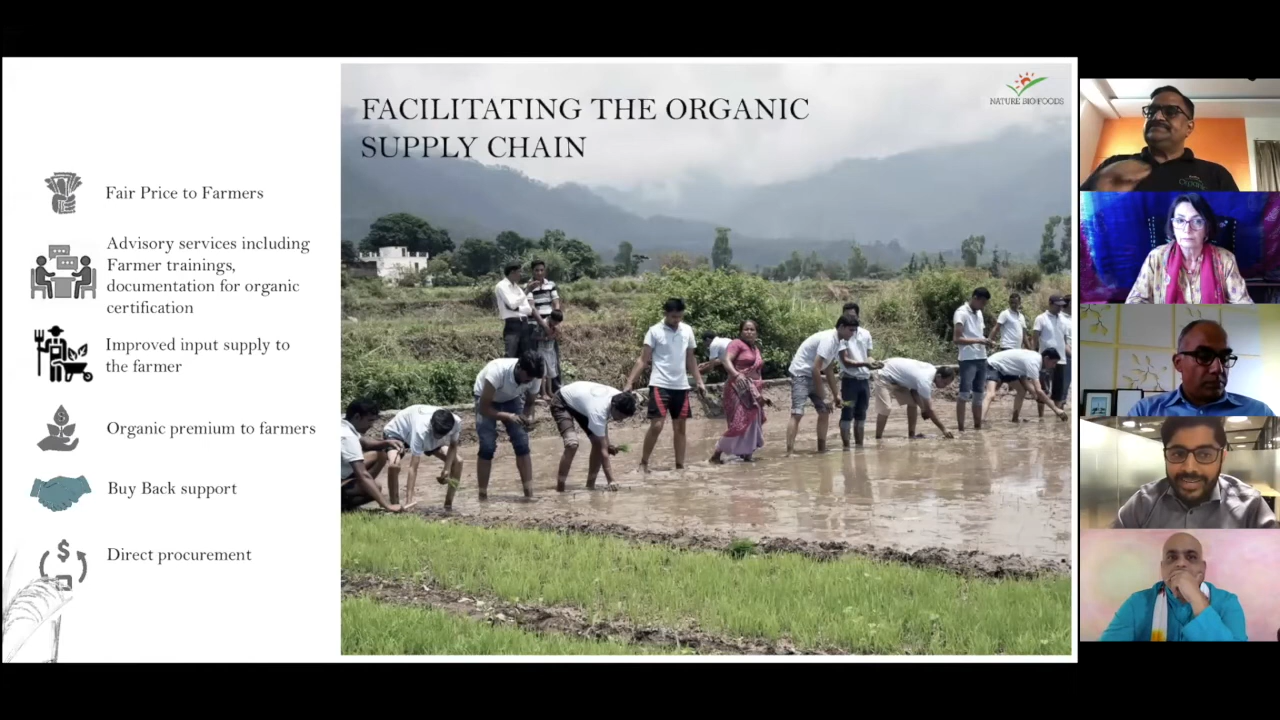 FACILITATING THE ORGANIC
SUPPLY CHAIN
NATURE BIO-FOODS
Fair Price to Farmers
Advisory services including
Farmer trainings,
documentation for organic
certification
Improved input supply to
the farmer
Organic premium to farmers
Buy Back support
Direct procurement